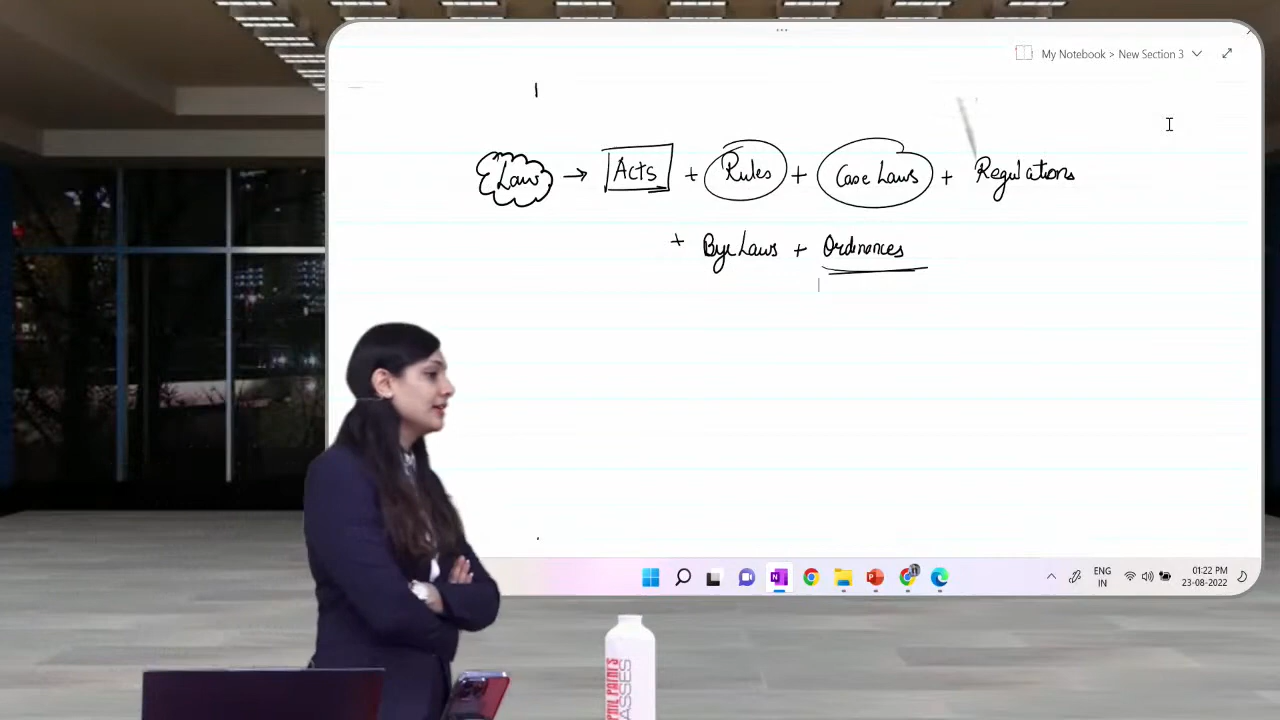 My Notebook > New Section 3
Law → Acts + Rules + Case Laws + Regulations
+ Bye Laws + Ordinances
ENG
IN
01:22 PM
23-08-2022
ASSES